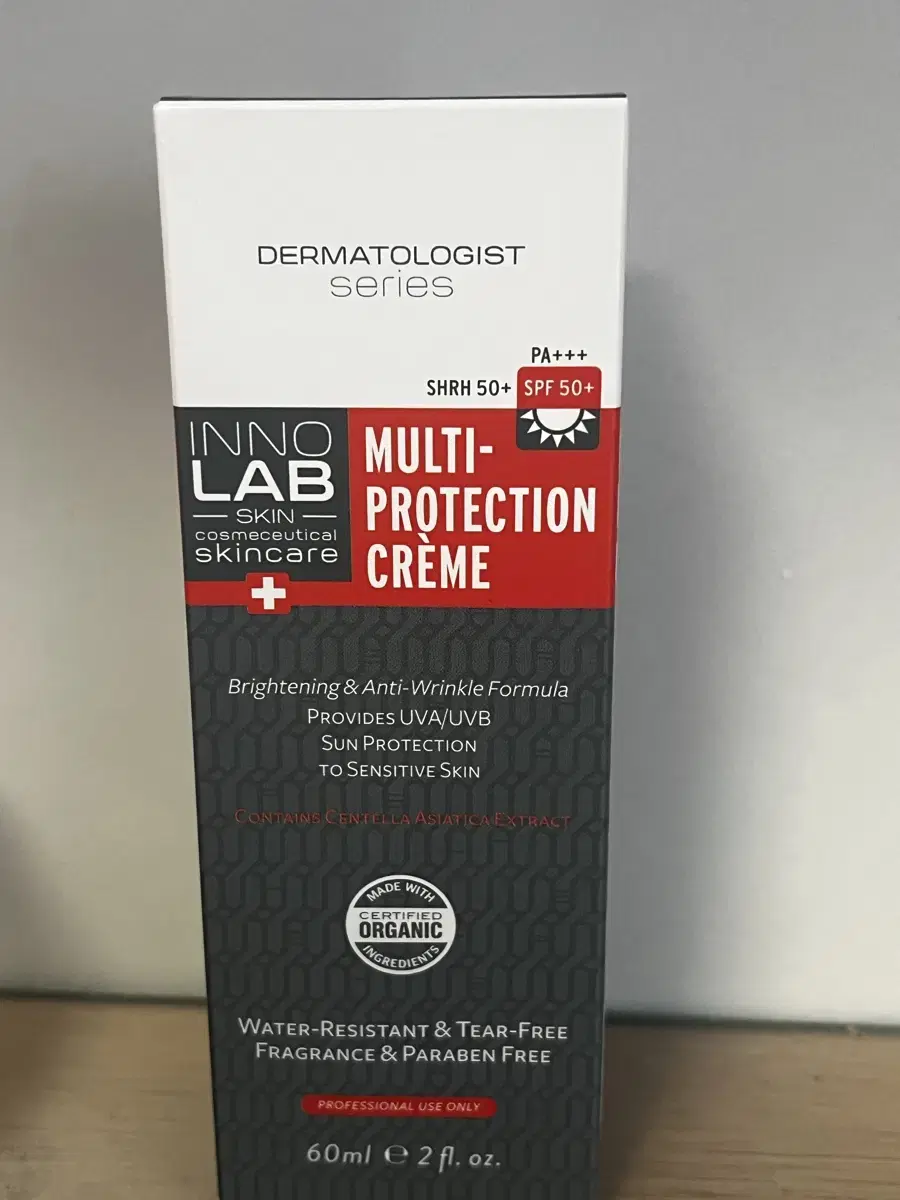 DERMATOLOGIST
series
PA+++
SHRH 50+ SPF 50+
INNO
LAB
SKIN
cosmeceutical
skincare
MULTI-
PROTECTION
CRÈME
Brightening & Anti-Wrinkle Formula
PROVIDES UVA/UVB
SUN PROTECTION
TO SENSITIVE SKIN
CONTAINS CENTELLA ASIATICA EXTRACT
MADE WITH
CERTIFIED
ORGANIC
INGREDIENTS
WATER-RESISTANT & TEAR-FREE
FRAGRANCE & PARABEN FREE
PROFESSIONAL USE ONLY
60ml ℮ 2 fl. oz.